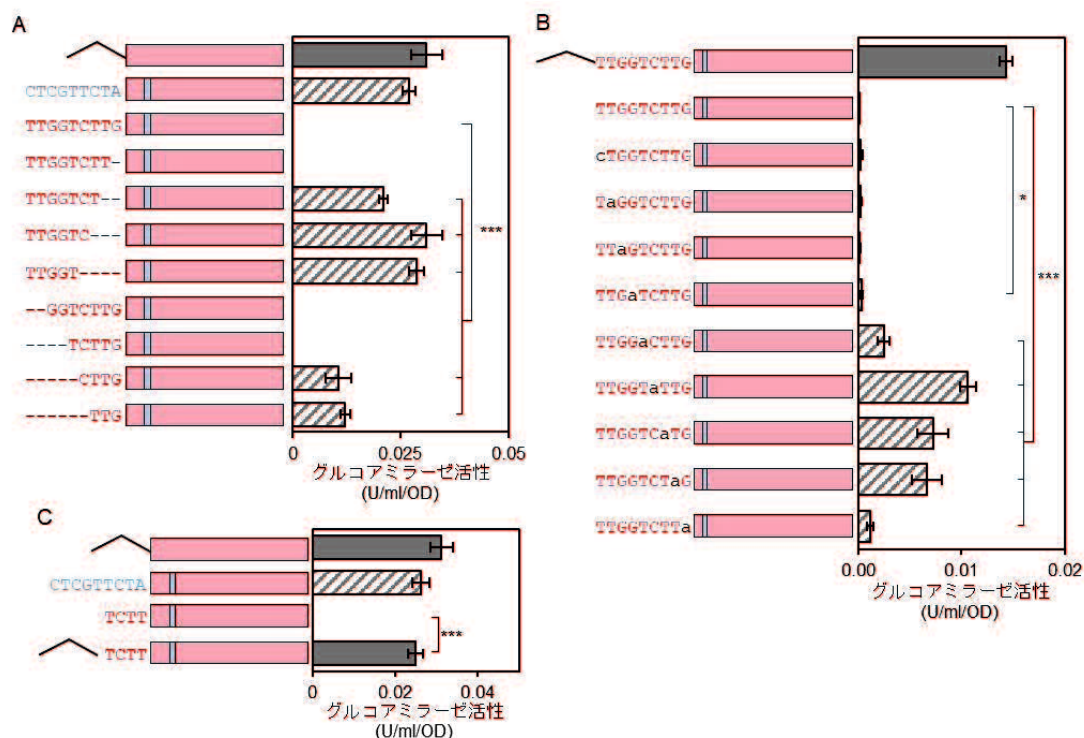 A
CTCGTTCTA
TTGGTCTTG
TTGGTCTT-
TTGGTCT--
TTGGTC---
TTGGT----
--GGTCTTG
----TCTTG
-----CTTG
------TTG
***
0
0.025
0.05
グルコアミラーゼ活性
(U/ml/OD)
B
TTGGTCTTG
TTGGTCTTG
cTGGTCTTG
TaGGTCTTG
TTaGTCTTG
TTGaTCTTG
TTGGaCTTG
TTGGTaTTG
TTGGTCaTG
TTGGTCTaG
TTGGTCTTa
*
***
0.00
0.01
0.02
グルコアミラーゼ活性
(U/ml/OD)
C
CTCGTTCTA
TCTT
TCTT
***
0
0.02
0.04
グルコアミラーゼ活性
(U/ml/OD)